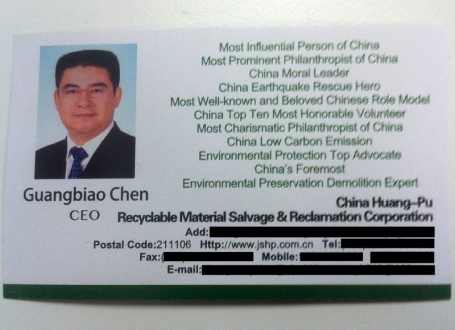 Most Influential Person of China
Most Prominent Philanthropist of China
China Moral Leader
China Earthquake Rescue Hero
Most Well-known and Beloved Chinese Role Model
China Top Ten Most Honorable Volunteer
Most Charismatic Philanthropist of China
China Low Carbon Emission
Environmental Protection Top Advocate
China's Foremost
Environmental Preservation Demolition Expert
Guangbiao Chen
CEO
China Huang-Pu
Recyclable Material Salvage & Reclamation Corporation
Add:
Postal Code:211106 Http://www.jshp.com.cn Tel:
Fax:( Mobile:
E-mail: